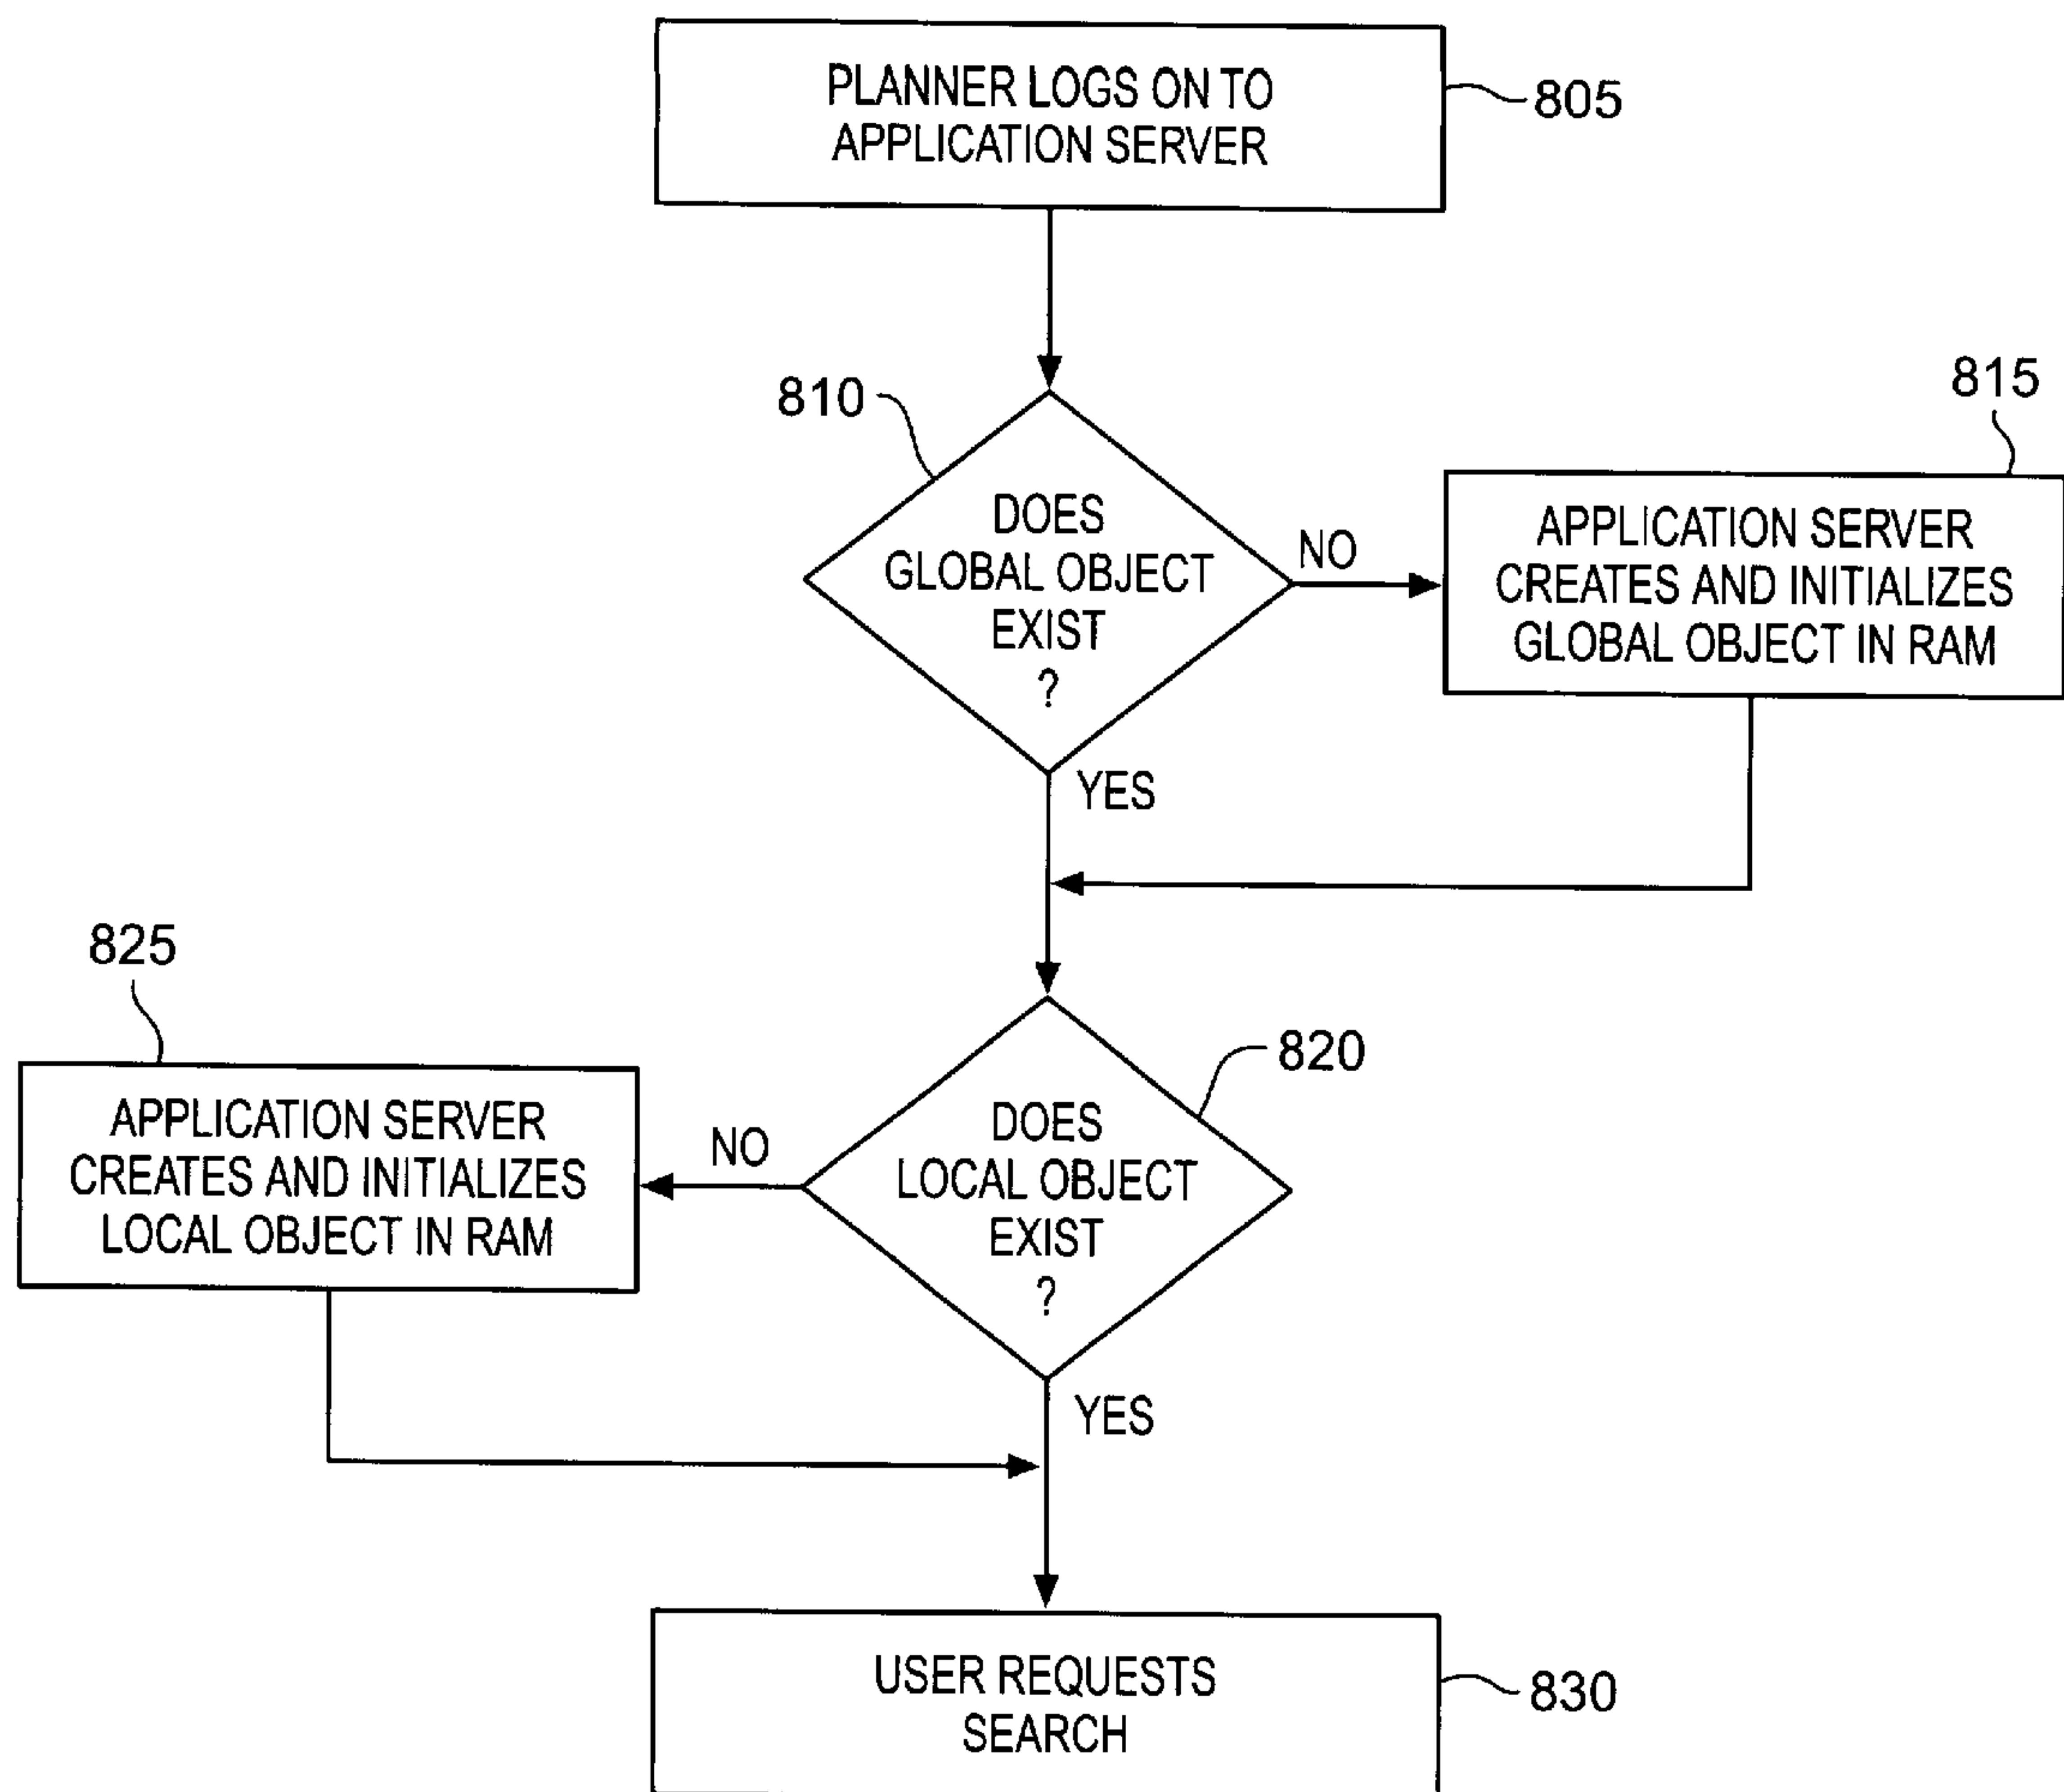 PLANNER LOGS ON TO
APPLICATION SERVER
805
810
DOES
GLOBAL OBJECT
EXIST
?
NO
815
APPLICATION SERVER
CREATES AND INITIALIZES
GLOBAL OBJECT IN RAM
YES
825
APPLICATION SERVER
CREATES AND INITIALIZES
LOCAL OBJECT IN RAM
NO
820
DOES
LOCAL OBJECT
EXIST
?
YES
USER REQUESTS
SEARCH
830